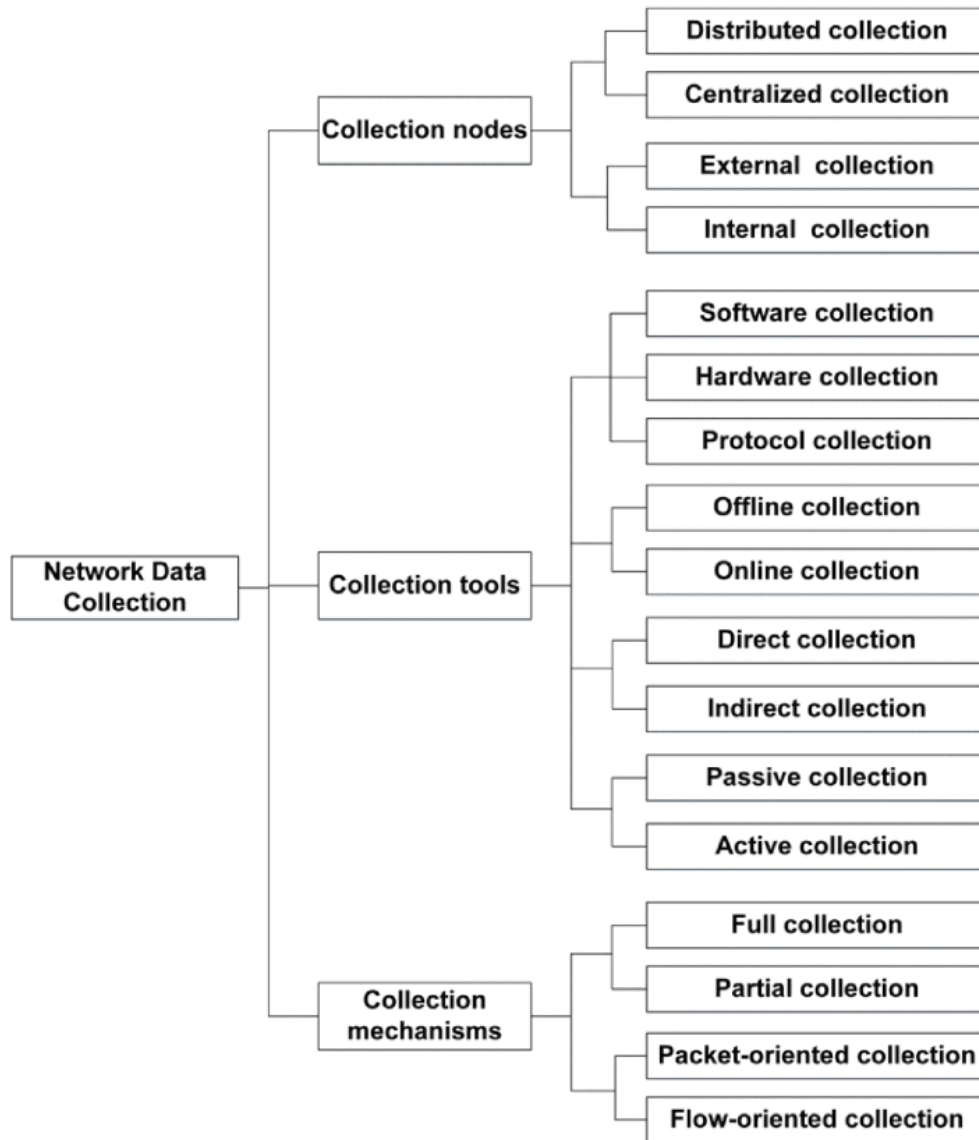 Distributed collection
Centralized collection
Collection nodes
External collection
Internal collection
Software collection
Hardware collection
Protocol collection
Offline collection
Network Data
Collection
Collection tools
Online collection
Direct collection
Indirect collection
Passive collection
Active collection
Full collection
Partial collection
Collection
mechanisms
Packet-oriented collection
Flow-oriented collection